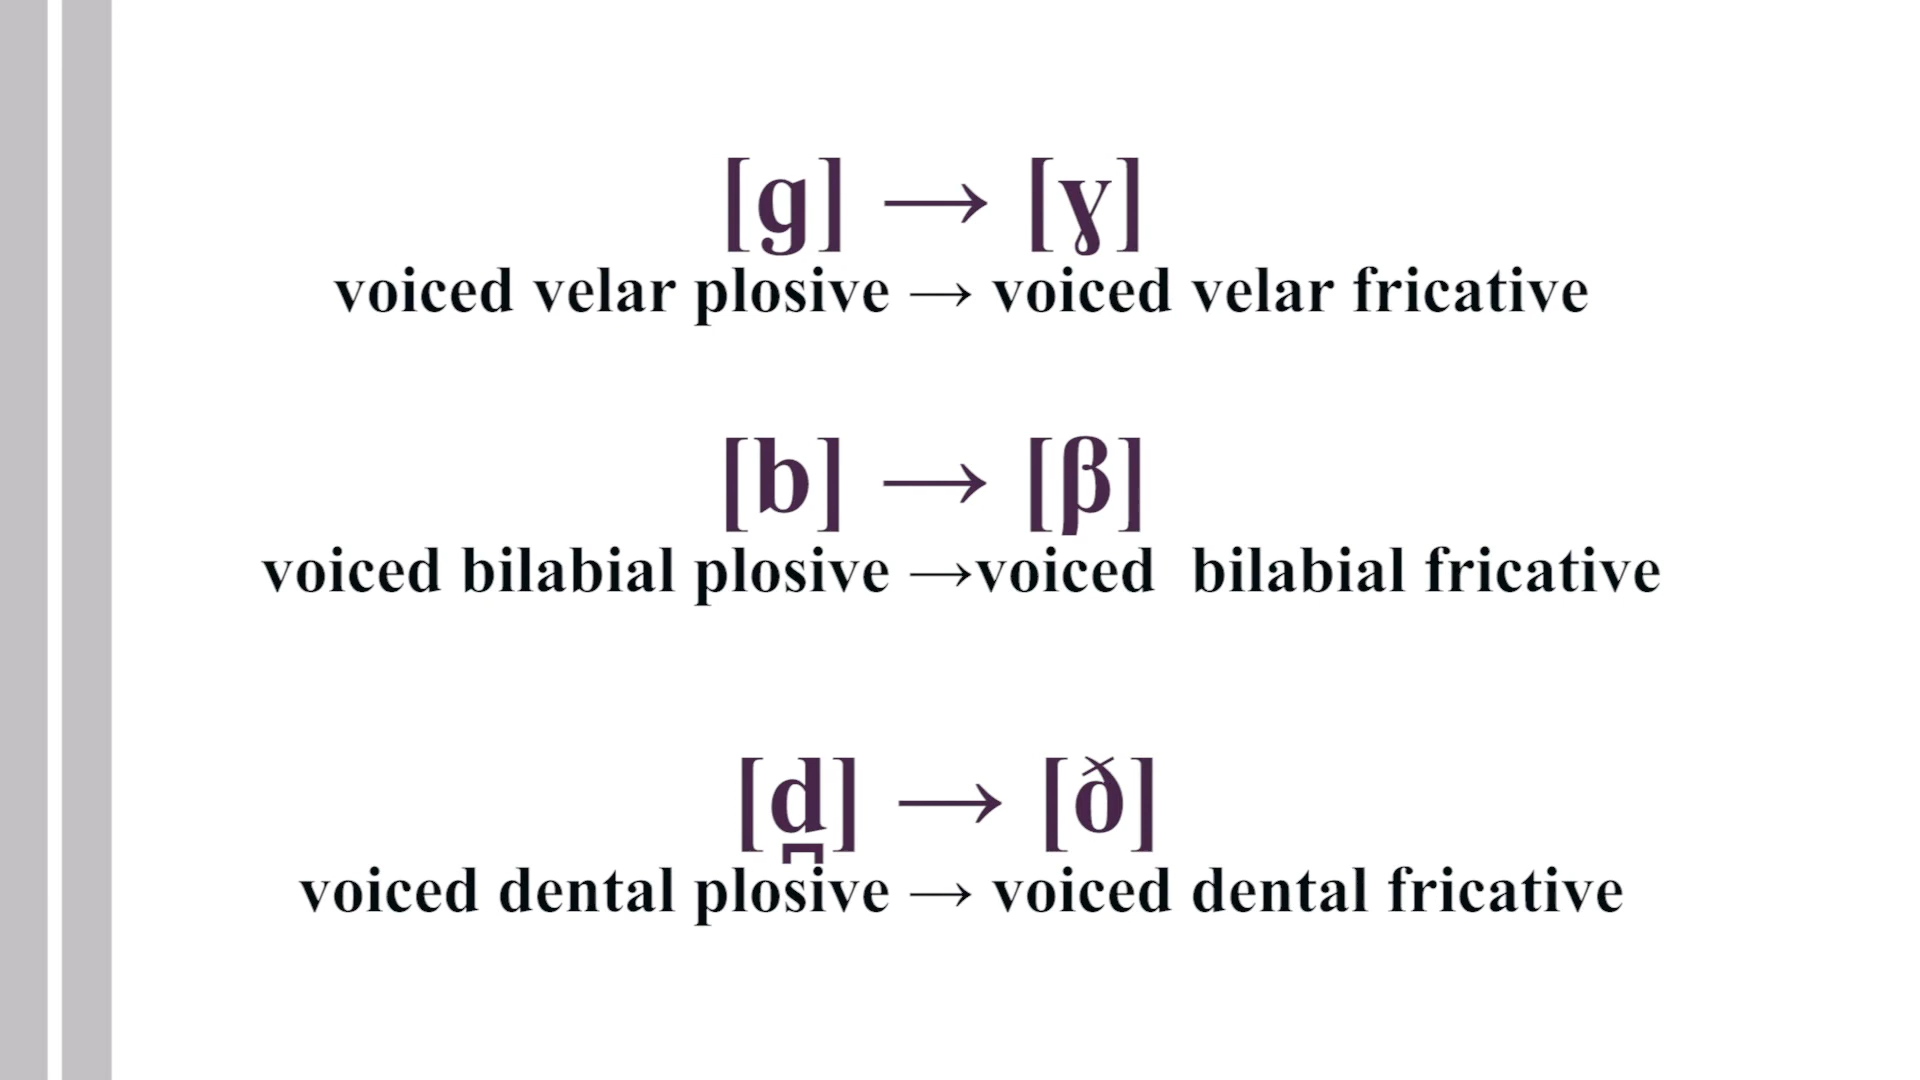 [g] → [ɣ]
voiced velar plosive → voiced velar fricative
[b] → [β]
voiced bilabial plosive →voiced  bilabial fricative
[d̪] → [ð]
voiced dental plosive → voiced dental fricative